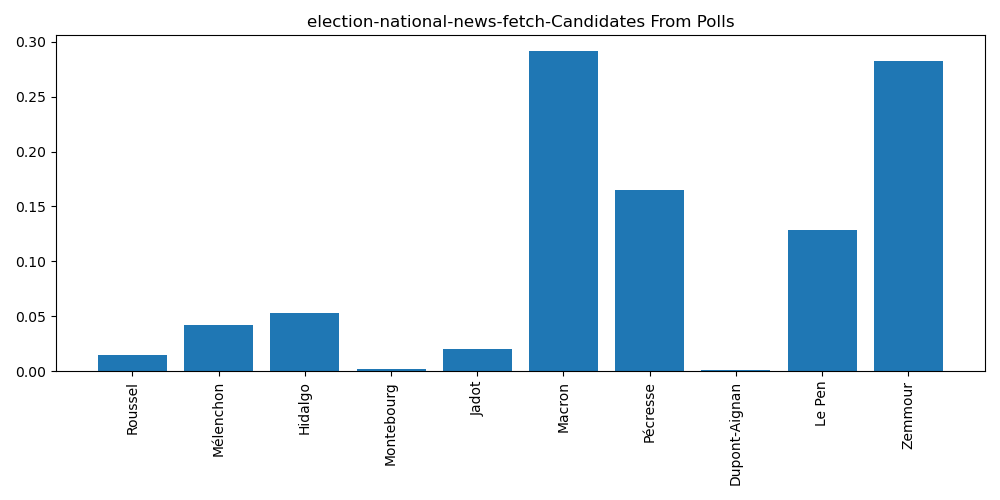 election-national-news-fetch-Candidates From Polls
0.30
0.25
0.20
0.15
0.10
0.05
0.00
Roussel
Mélenchon
Hidalgo
Montebourg
Jadot
Macron
Pécresse
Dupont-Aignan
Le Pen
Zemmour